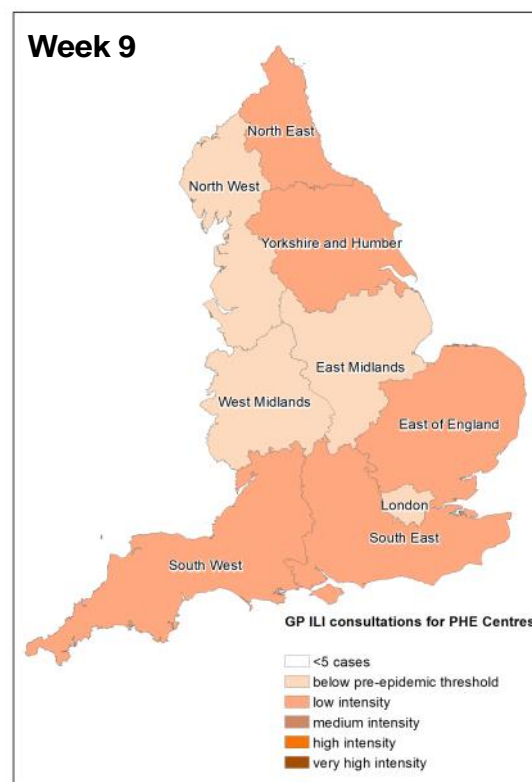 Week 9
North East
North West
Yorkshire and Humber
East Midlands
West Midlands
East of England
London
South East
South West
GP ILI consultations for PHE Centres
<5 cases
below pre-epidemic threshold
low intensity
medium intensity
high intensity
very high intensity